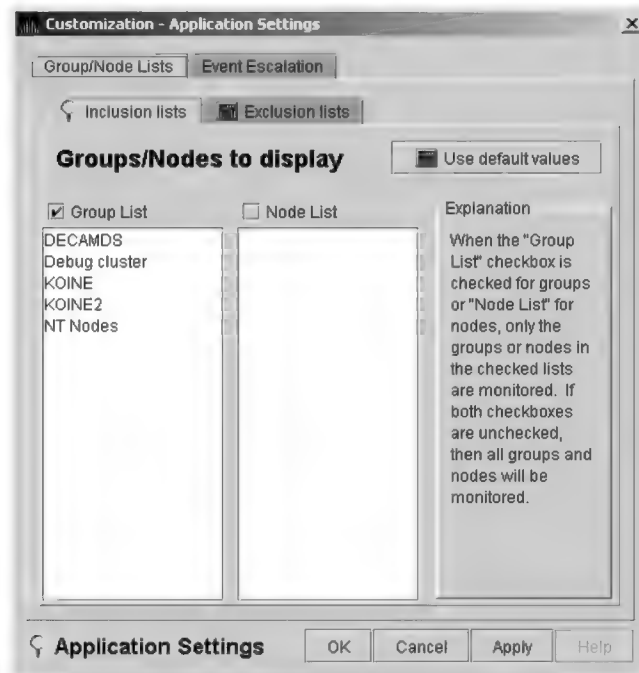 Customization - Application Settings
Group/Node Lists
Event Escalation
Inclusion lists
Exclusion lists
Groups/Nodes to display
Use default values
Group List
Node List
Explanation
DECAMDS
Debug cluster
KOINE
KOINE2
NT Nodes
When the "Group
List" checkbox is
checked for groups
or "Node List" for
nodes, only the
groups or nodes in
the checked lists
are monitored. If
both checkboxes
are unchecked,
then all groups and
nodes will be
monitored.
Application Settings
OK
Cancel
Apply
Help